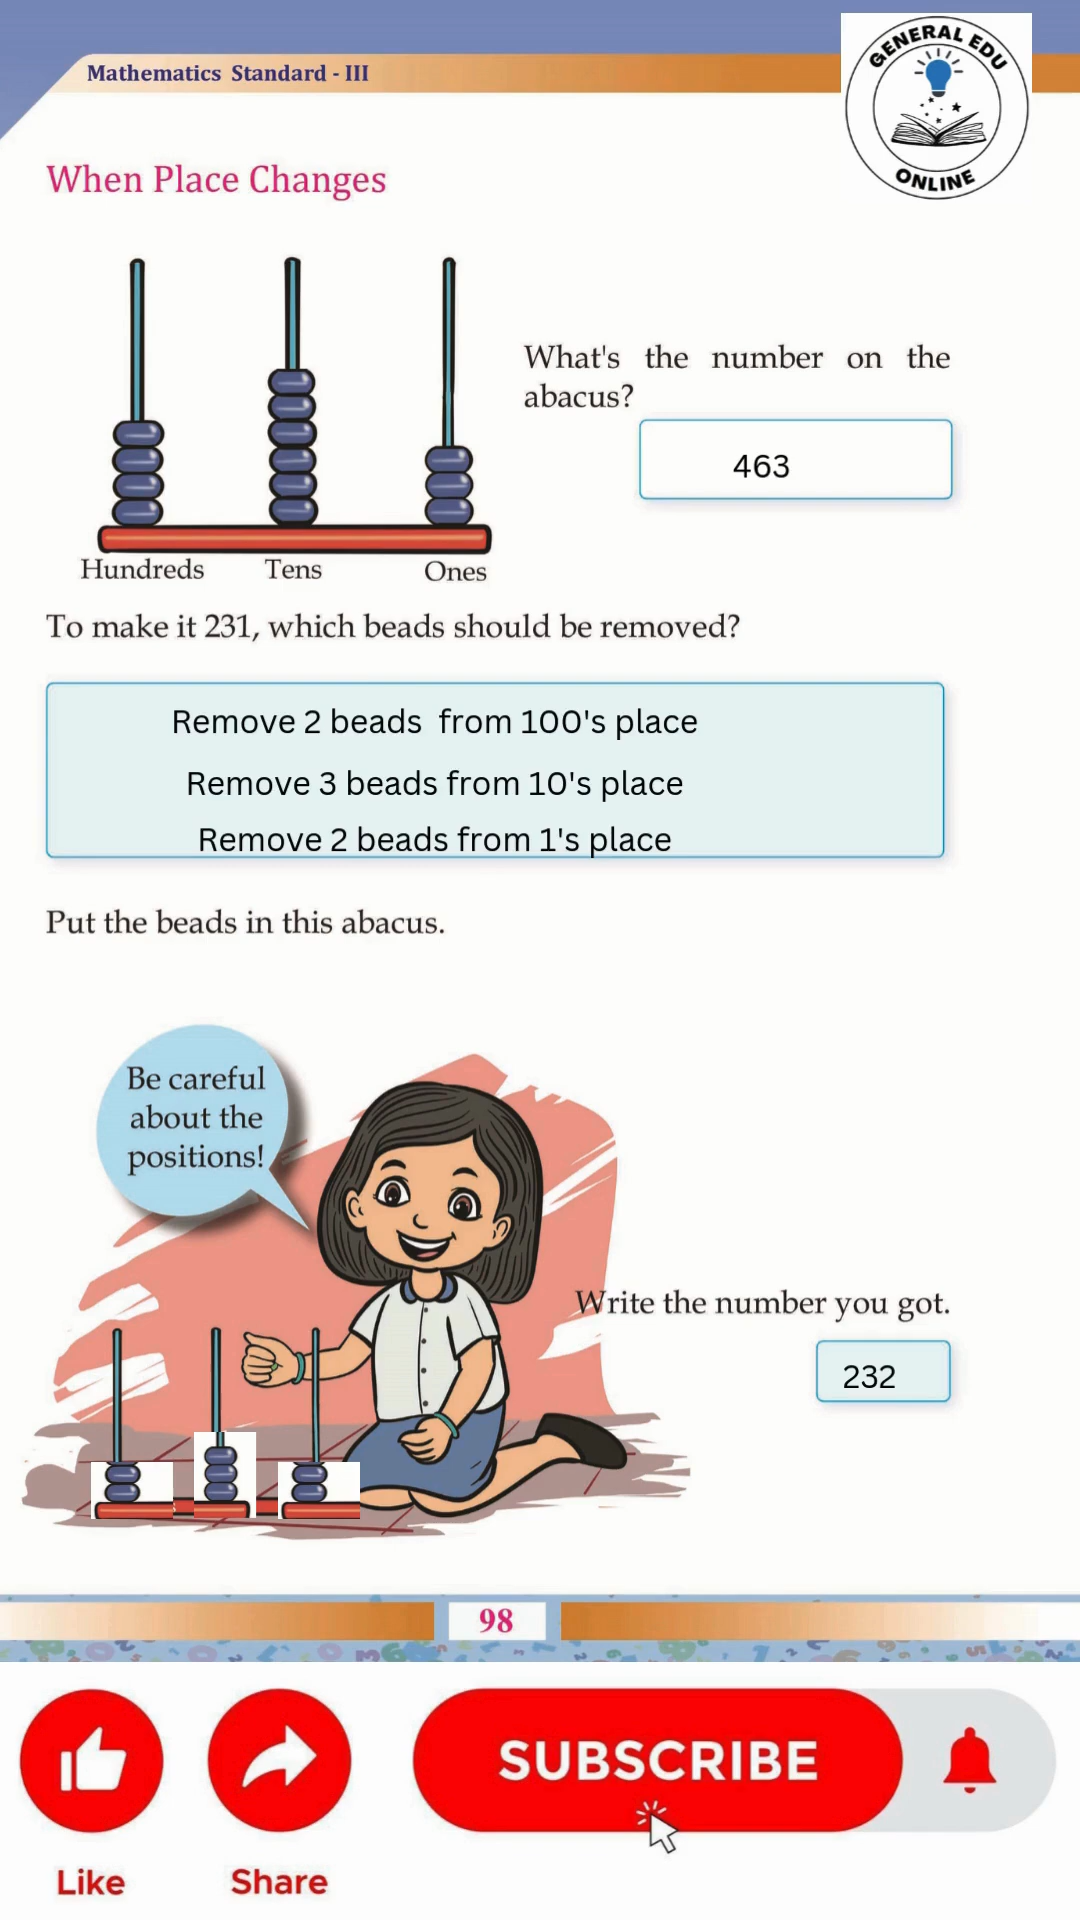 Mathematics Standard - III
GENERAL EDU
ONLINE
When Place Changes
What's the number on the
abacus?
463
Hundreds Tens Ones
To make it 231, which beads should be removed?
Remove 2 beads from 100's place
Remove 3 beads from 10's place
Remove 2 beads from 1's place
Put the beads in this abacus.
Be careful
about the
positions!
Write the number you got.
232
98
SUBSCRIBE
Like Share